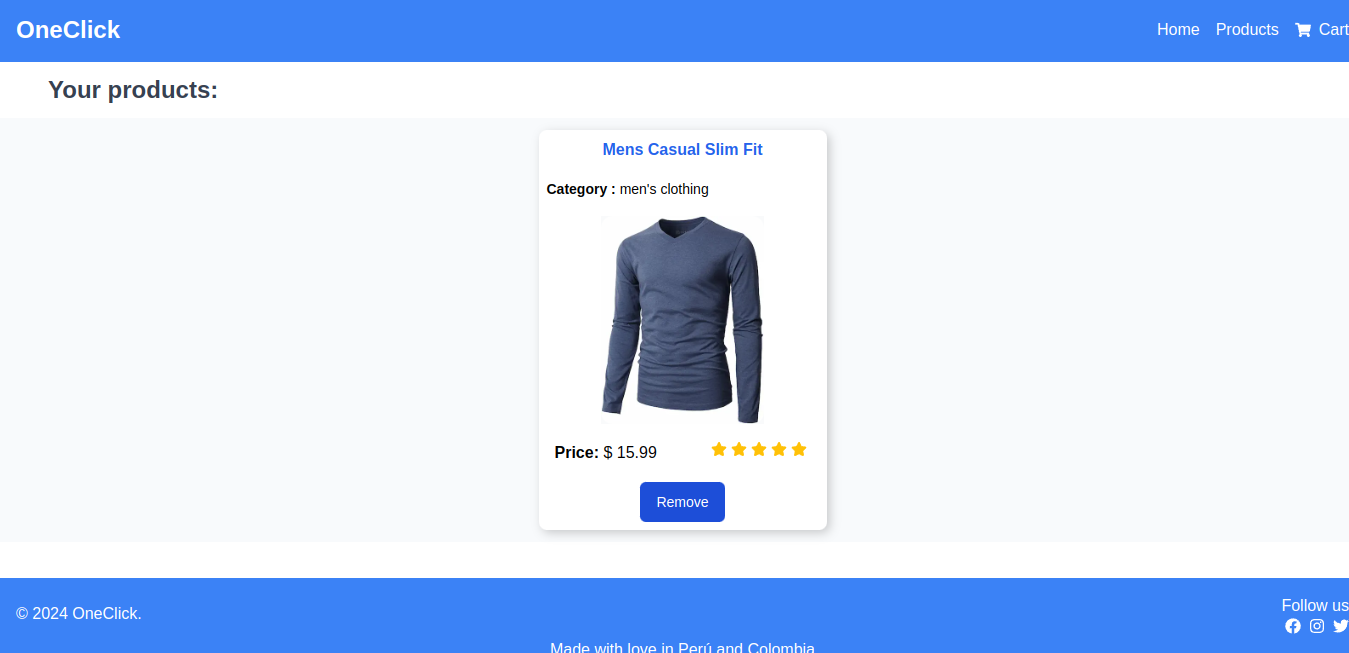 OneClick
Home Products Cart
Your products:
Mens Casual Slim Fit
Category : men's clothing
Price: $ 15.99
Remove
© 2024 OneClick.
Follow us
Made with love in Perú and Colombia